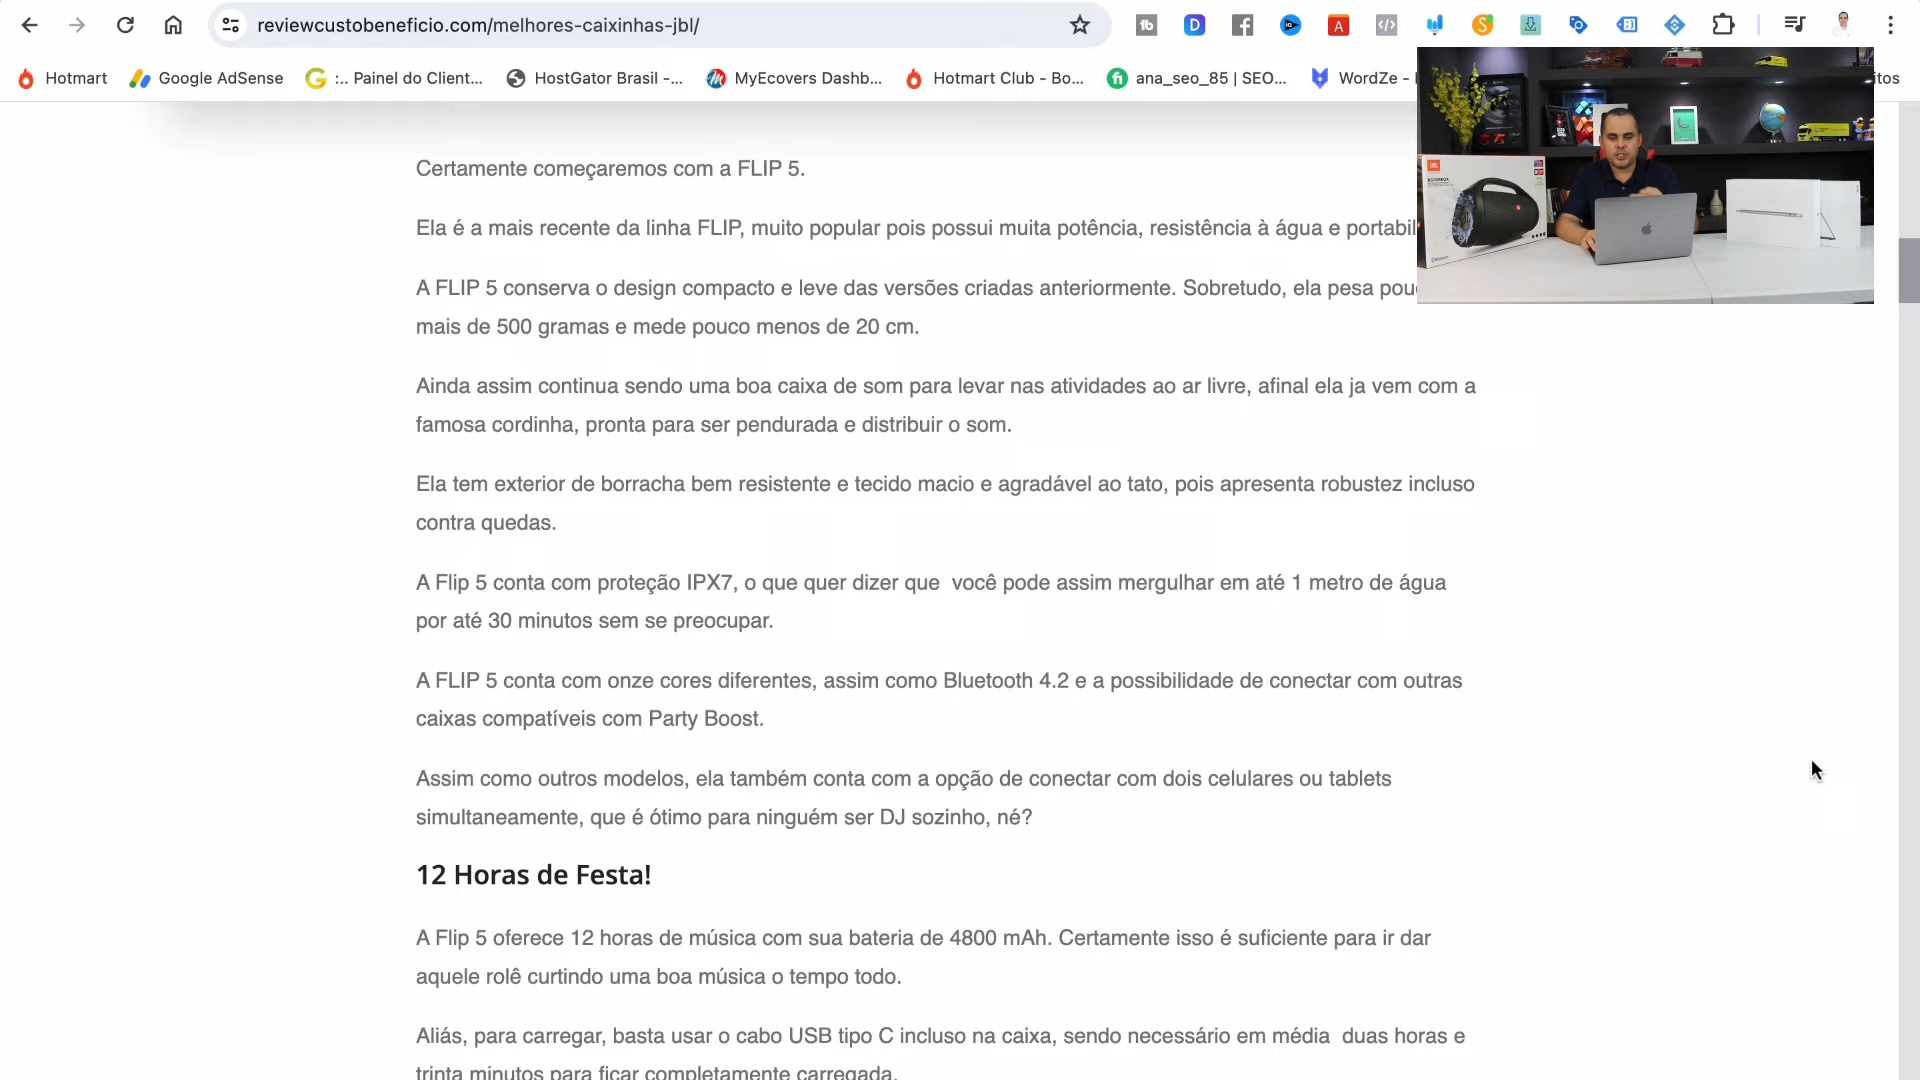 reviewcustobeneficio.com/melhores-caixinhas-jbl/
Hotmart
Google AdSense
:.. Painel do Client...
HostGator Brasil -...
MyEcovers Dashb...
Hotmart Club - Bo...
ana_seo_85 | SEO...
WordZe -
itos
Certamente começaremos com a FLIP 5.
Ela é a mais recente da linha FLIP, muito popular pois possui muita potência, resistência à água e portabil
A FLIP 5 conserva o design compacto e leve das versões criadas anteriormente. Sobretudo, ela pesa pou
mais de 500 gramas e mede pouco menos de 20 cm.
Ainda assim continua sendo uma boa caixa de som para levar nas atividades ao ar livre, afinal ela ja vem com a
famosa cordinha, pronta para ser pendurada e distribuir o som.
Ela tem exterior de borracha bem resistente e tecido macio e agradável ao tato, pois apresenta robustez incluso
contra quedas.
A Flip 5 conta com proteção IPX7, o que quer dizer que  você pode assim mergulhar em até 1 metro de água
por até 30 minutos sem se preocupar.
A FLIP 5 conta com onze cores diferentes, assim como Bluetooth 4.2 e a possibilidade de conectar com outras
caixas compatíveis com Party Boost.
Assim como outros modelos, ela também conta com a opção de conectar com dois celulares ou tablets
simultaneamente, que é ótimo para ninguém ser DJ sozinho, né?
12 Horas de Festa!
A Flip 5 oferece 12 horas de música com sua bateria de 4800 mAh. Certamente isso é suficiente para ir dar
aquele rolê curtindo uma boa música o tempo todo.
Aliás, para carregar, basta usar o cabo USB tipo C incluso na caixa, sendo necessário em média  duas horas e
trinta minutos para ficar completamente carregada.